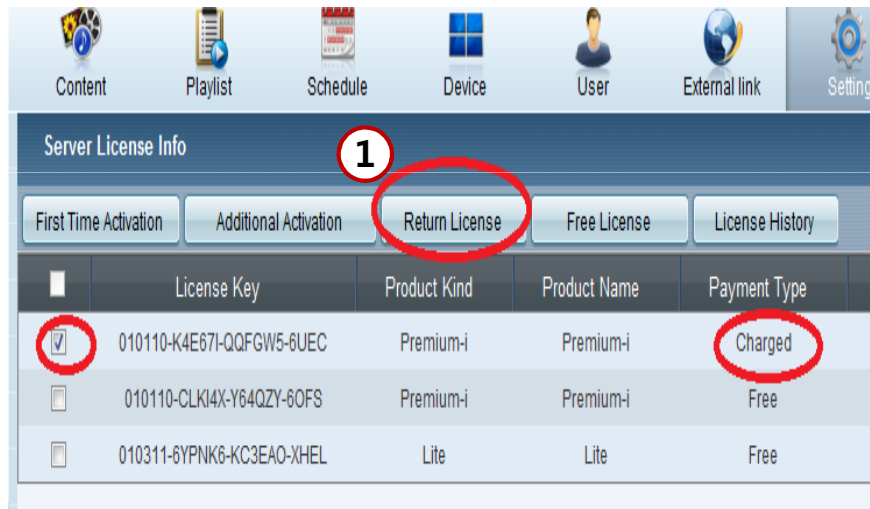 Content Playlist Schedule Device User External link Setting
Server License Info
1
First Time Activation Additional Activation Return License Free License License History
License Key Product Kind Product Name Payment Type
010110-K4E67I-QQFGW5-6UEC Premium-i Premium-i Charged
010110-CLKI4X-Y64QZY-6OFS Premium-i Premium-i Free
010311-6YPNK6-KC3EAO-XHEL Lite Lite Free